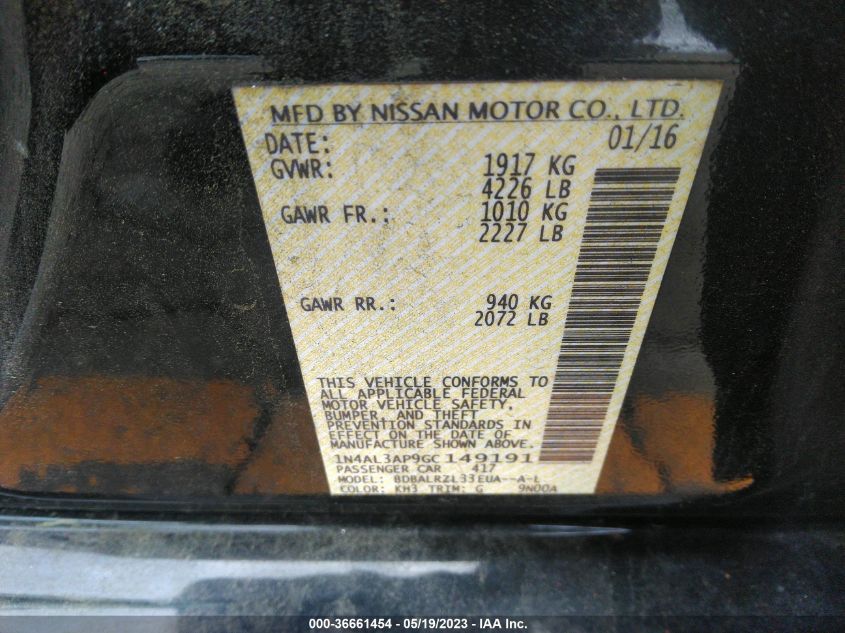 MFD BY NISSAN MOTOR CO., LTD.
DATE: 01/16
GVWR: 1917 KG
4226 LB
GAWR FR.: 1010 KG
2227 LB
GAWR RR.: 940 KG
2072 LB
THIS VEHICLE CONFORMS TO
ALL APPLICABLE FEDERAL
MOTOR VEHICLE SAFETY,
BUMPER, AND THEFT
PREVENTION STANDARDS IN
EFFECT ON THE DATE OF
MANUFACTURE SHOWN ABOVE.
1N4AL3AP9GC149191
PASSENGER CAR 417
MODEL: BDBALRZL33EUA--A-L
COLOR: KH3 TRIM: G 9N00A
000-36661454 - 05/19/2023 - IAA Inc.